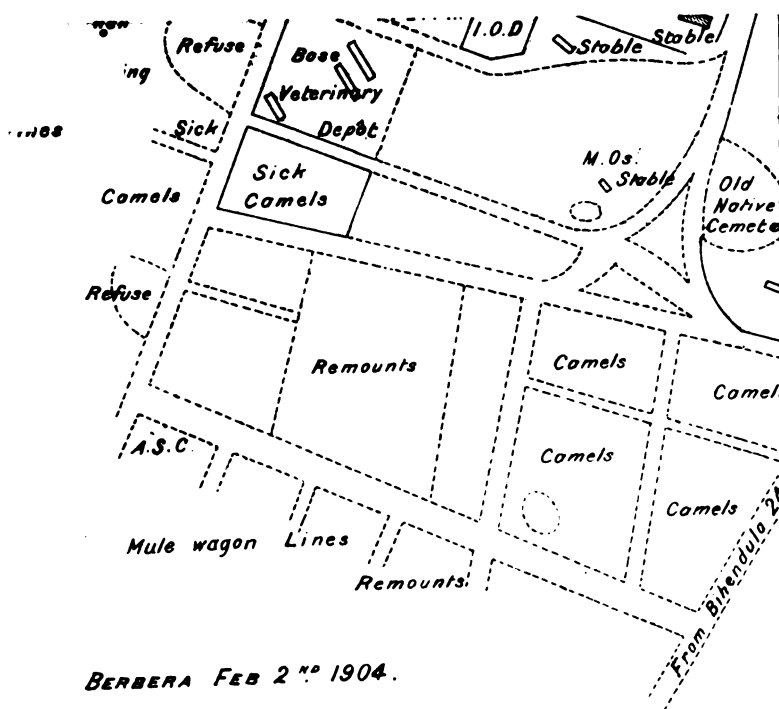 Refuse
I.O.D
Stable
Stable
Base
Veterinary
Depôt
Sick
Camels
Sick
Camels
M.Os.
Stable
Old
Native
Refuse
Remounts
Camels
Camels
Camels
A.S.C.
Mule wagon Lines
Remounts
From Bihendula
BERBERA FEB 2ND 1904.